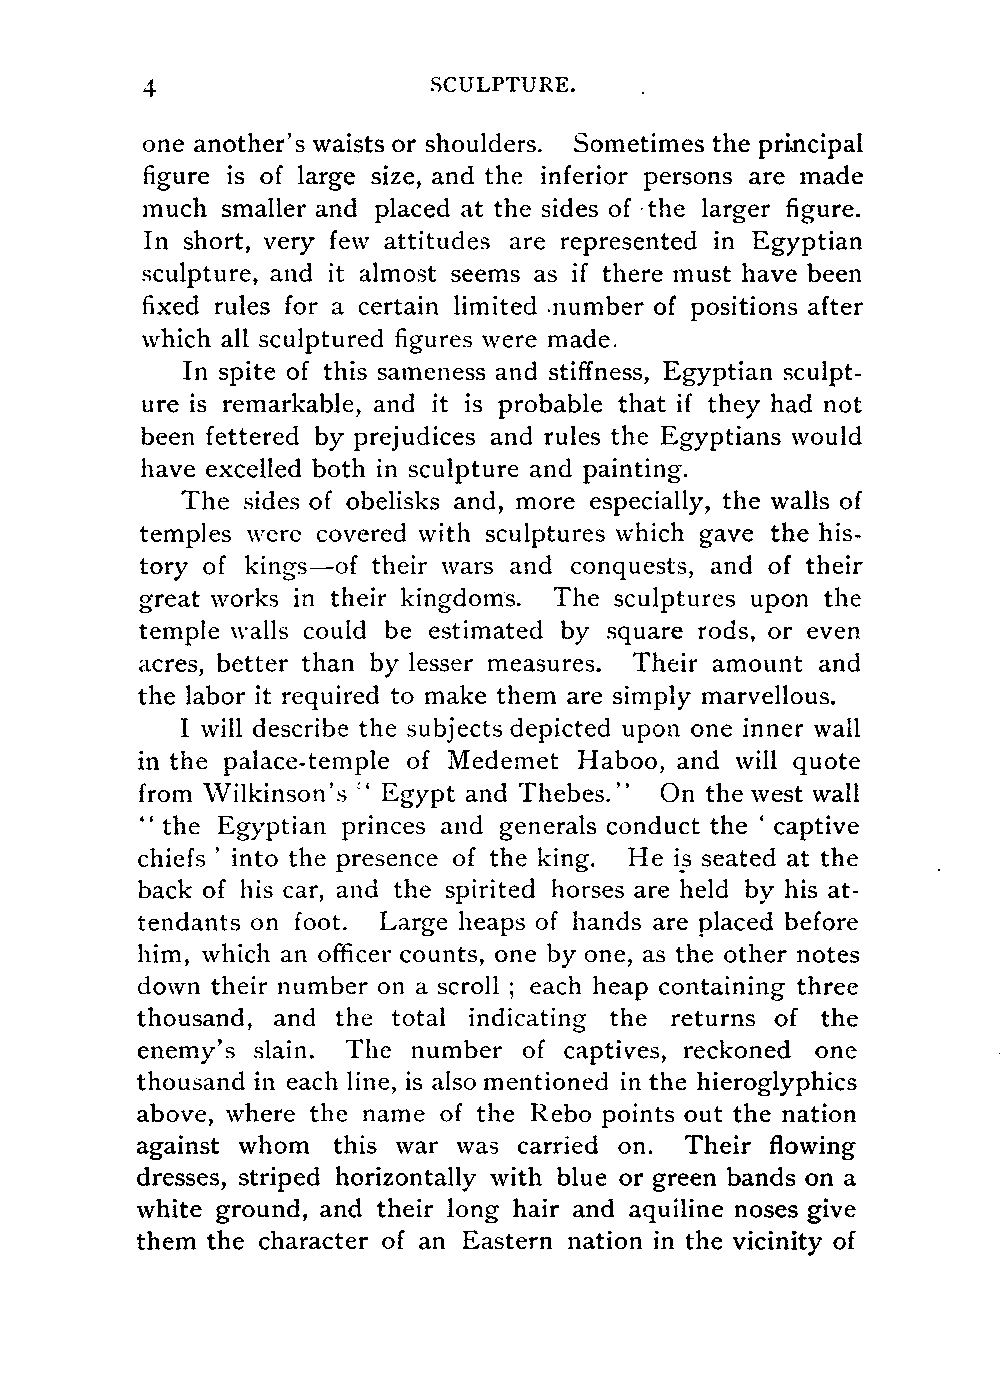 4 SCULPTURE.
one another's waists or shoulders. Sometimes the principal
figure is of large size, and the inferior persons are made
much smaller and placed at the sides of the larger figure.
In short, very few attitudes are represented in Egyptian
sculpture, and it almost seems as if there must have been
fixed rules for a certain limited number of positions after
which all sculptured figures were made.
In spite of this sameness and stiffness, Egyptian sculpt-
ure is remarkable, and it is probable that if they had not
been fettered by prejudices and rules the Egyptians would
have excelled both in sculpture and painting.
The sides of obelisks and, more especially, the walls of
temples were covered with sculptures which gave the his-
tory of kings—of their wars and conquests, and of their
great works in their kingdoms. The sculptures upon the
temple walls could be estimated by square rods, or even
acres, better than by lesser measures. Their amount and
the labor it required to make them are simply marvellous.
I will describe the subjects depicted upon one inner wall
in the palace-temple of Medemet Haboo, and will quote
from Wilkinson's "Egypt and Thebes." On the west wall
"the Egyptian princes and generals conduct the 'captive
chiefs' into the presence of the king. He is seated at the
back of his car, and the spirited horses are held by his at-
tendants on foot. Large heaps of hands are placed before
him, which an officer counts, one by one, as the other notes
down their number on a scroll; each heap containing three
thousand, and the total indicating the returns of the
enemy's slain. The number of captives, reckoned one
thousand in each line, is also mentioned in the hieroglyphics
above, where the name of the Rebo points out the nation
against whom this war was carried on. Their flowing
dresses, striped horizontally with blue or green bands on a
white ground, and their long hair and aquiline noses give
them the character of an Eastern nation in the vicinity of